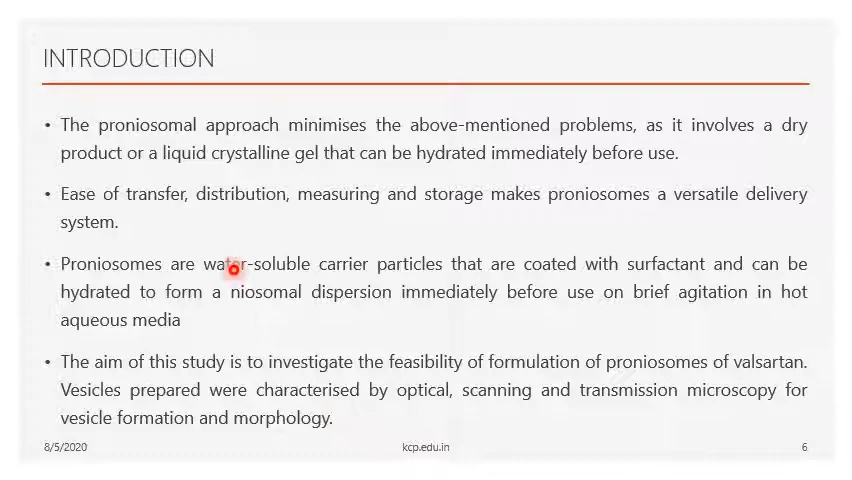 INTRODUCTION
• The proniosomal approach minimises the above-mentioned problems, as it involves a dry
product or a liquid crystalline gel that can be hydrated immediately before use.
• Ease of transfer, distribution, measuring and storage makes proniosomes a versatile delivery
system.
• Proniosomes are water-soluble carrier particles that are coated with surfactant and can be
hydrated to form a niosomal dispersion immediately before use on brief agitation in hot
aqueous media
• The aim of this study is to investigate the feasibility of formulation of proniosomes of valsartan.
Vesicles prepared were characterised by optical, scanning and transmission microscopy for
vesicle formation and morphology.
8/5/2020 kcp.edu.in 6